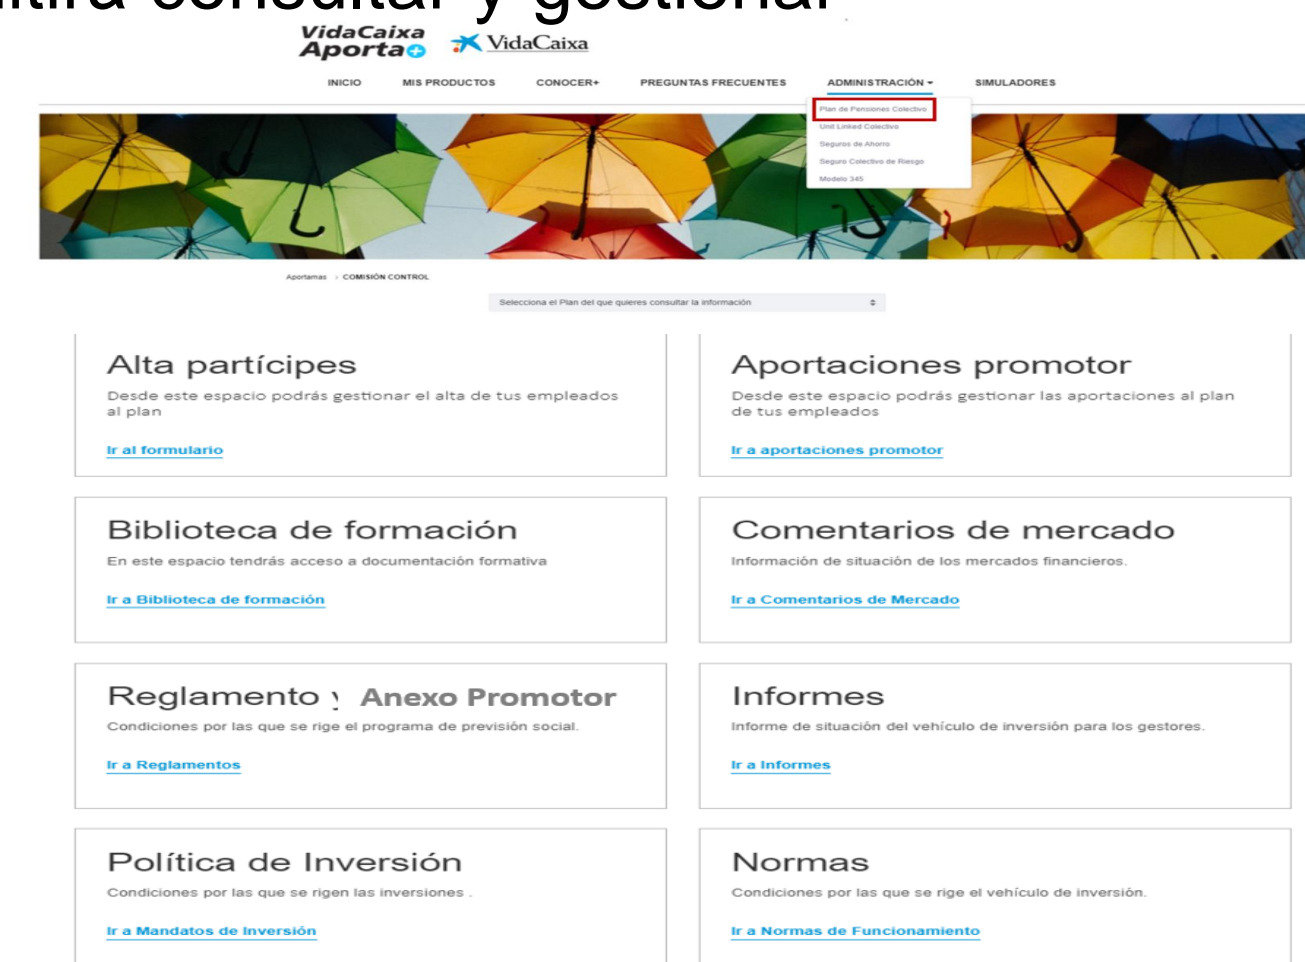 consultar y gestionar
VidaCaixa
Aporta+
VidaCaixa
INICIO MIS PRODUCTOS CONOCER+ PREGUNTAS FRECUENTES ADMINISTRACIÓN SIMULADORES
Plan de Pensiones Colectivo
Unit Linked Colectivo
Seguros de Ahorro
Seguro Colectivo de Riesgo
Modelo 345
Aportamas > COMISIÓN CONTROL
Selecciona el Plan del que quieres consultar la información
Alta partícipes
Desde este espacio podrás gestionar el alta de tus empleados
al plan
Ir al formulario
Aportaciones promotor
Desde este espacio podrás gestionar las aportaciones al plan
de tus empleados
Ir a aportaciones promotor
Biblioteca de formación
En este espacio tendrás acceso a documentación formativa
Ir a Biblioteca de formación
Comentarios de mercado
Información de situación de los mercados financieros.
Ir a Comentarios de Mercado
Reglamento y Anexo Promotor
Condiciones por las que se rige el programa de previsión social.
Ir a Reglamentos
Informes
Informe de situación del vehículo de inversión para los gestores.
Ir a Informes
Política de Inversión
Condiciones por las que se rigen las inversiones .
Ir a Mandatos de Inversión
Normas
Condiciones por las que se rige el vehículo de inversión.
Ir a Normas de Funcionamiento